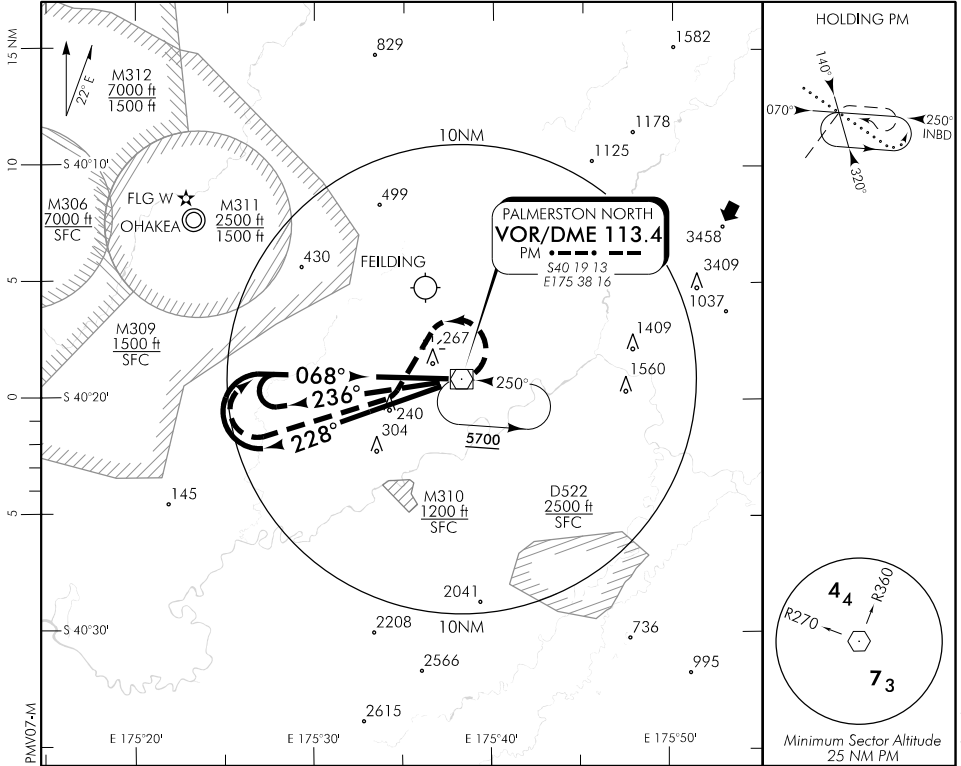 15 NM
10
5
0
5
PMV07-M
22° E
M312
7000 ft
1500 ft
829
1582
1178
1125
10NM
S 40°10'
FLG W
OHAKEA
M311
2500 ft
1500 ft
M306
7000 ft
SFC
499
430
FEILDING
PALMERSTON NORTH
VOR/DME 113.4
PM
S40 19 13
E175 38 16
3458
3409
1037
1409
1560
M309
1500 ft
SFC
267
068°
236°
228°
250°
S 40°20'
240
304
5700
145
M310
1200 ft
SFC
D522
2500 ft
SFC
2041
10NM
S 40°30'
2208
2566
2615
736
995
E 175°20'
E 175°30'
E 175°40'
E 175°50'
HOLDING PM
140°
070°
250°
INBD
320°
44
R360
R270
73
Minimum Sector Altitude
25 NM PM